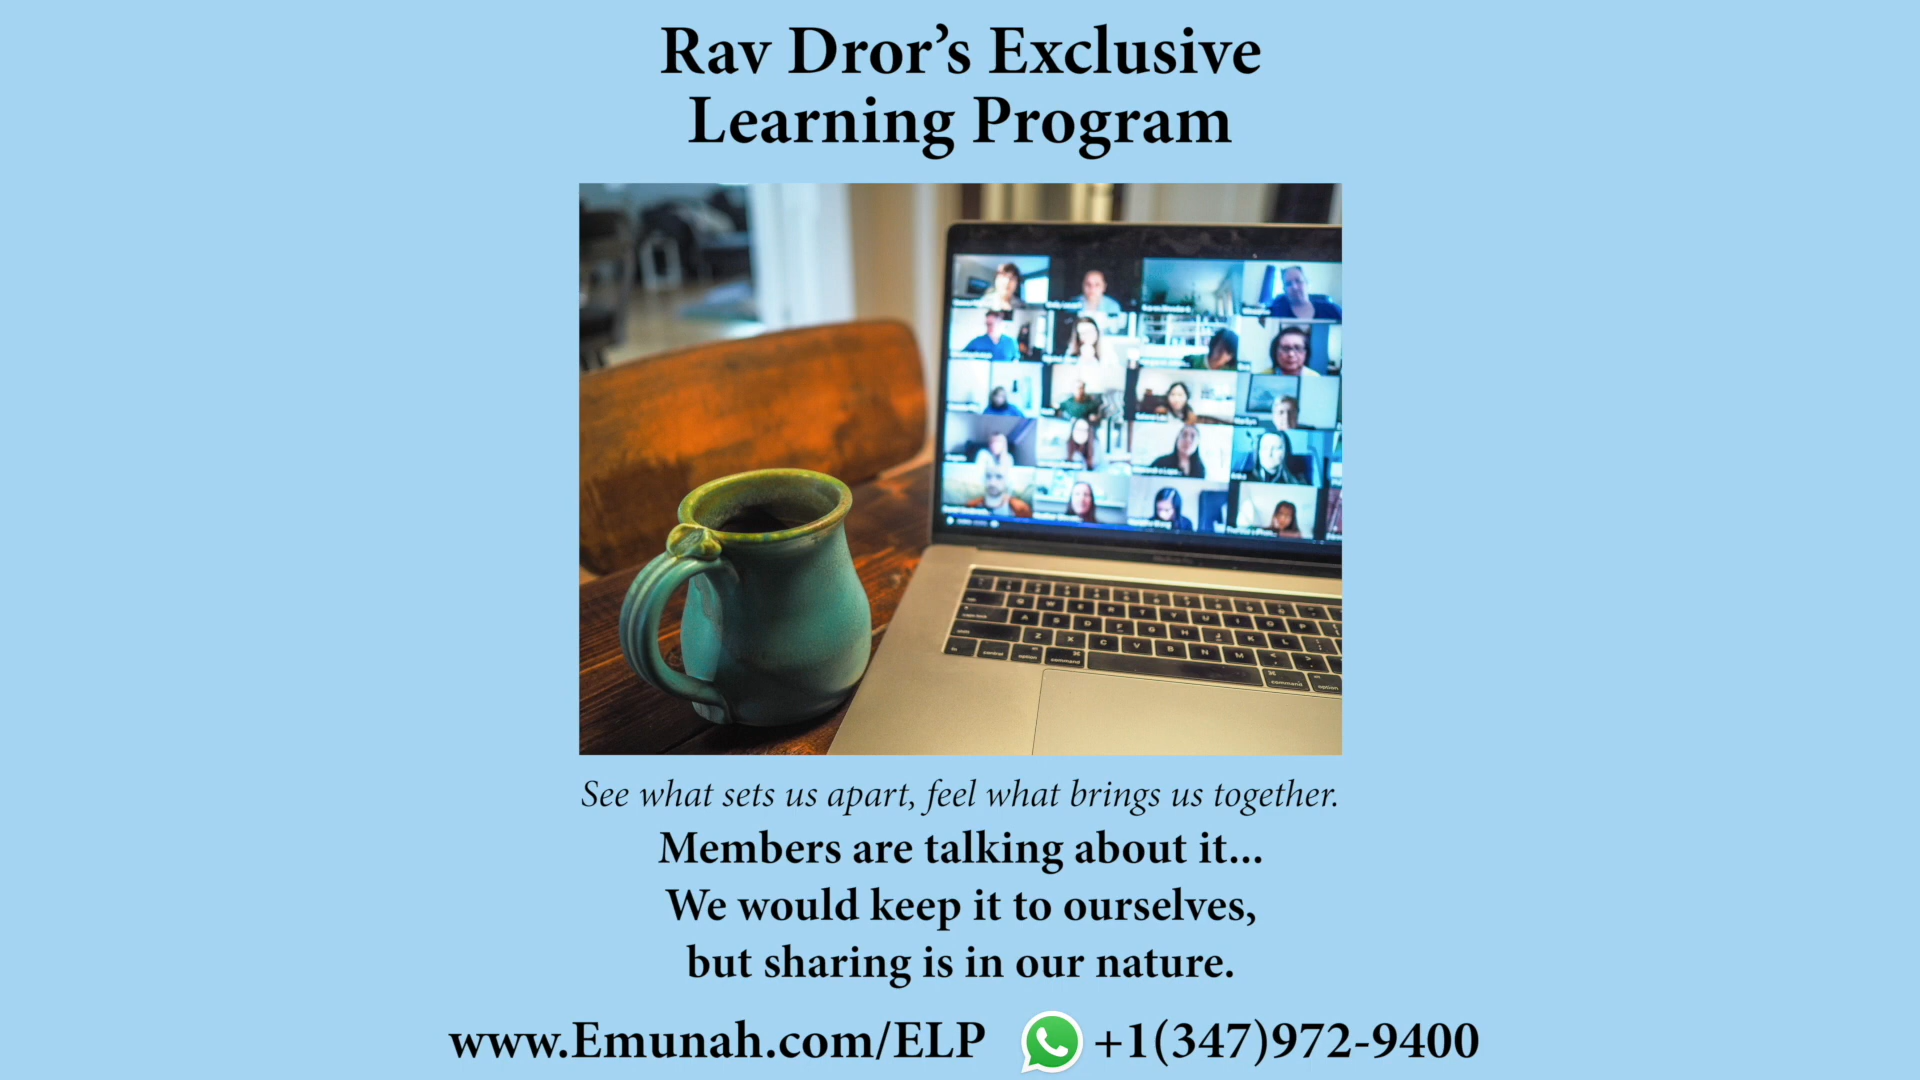 Rav Dror’s Exclusive
Learning Program
See what sets us apart, feel what brings us together.
Members are talking about it...
We would keep it to ourselves,
but sharing is in our nature.
www.Emunah.com/ELP +1(347)972-9400